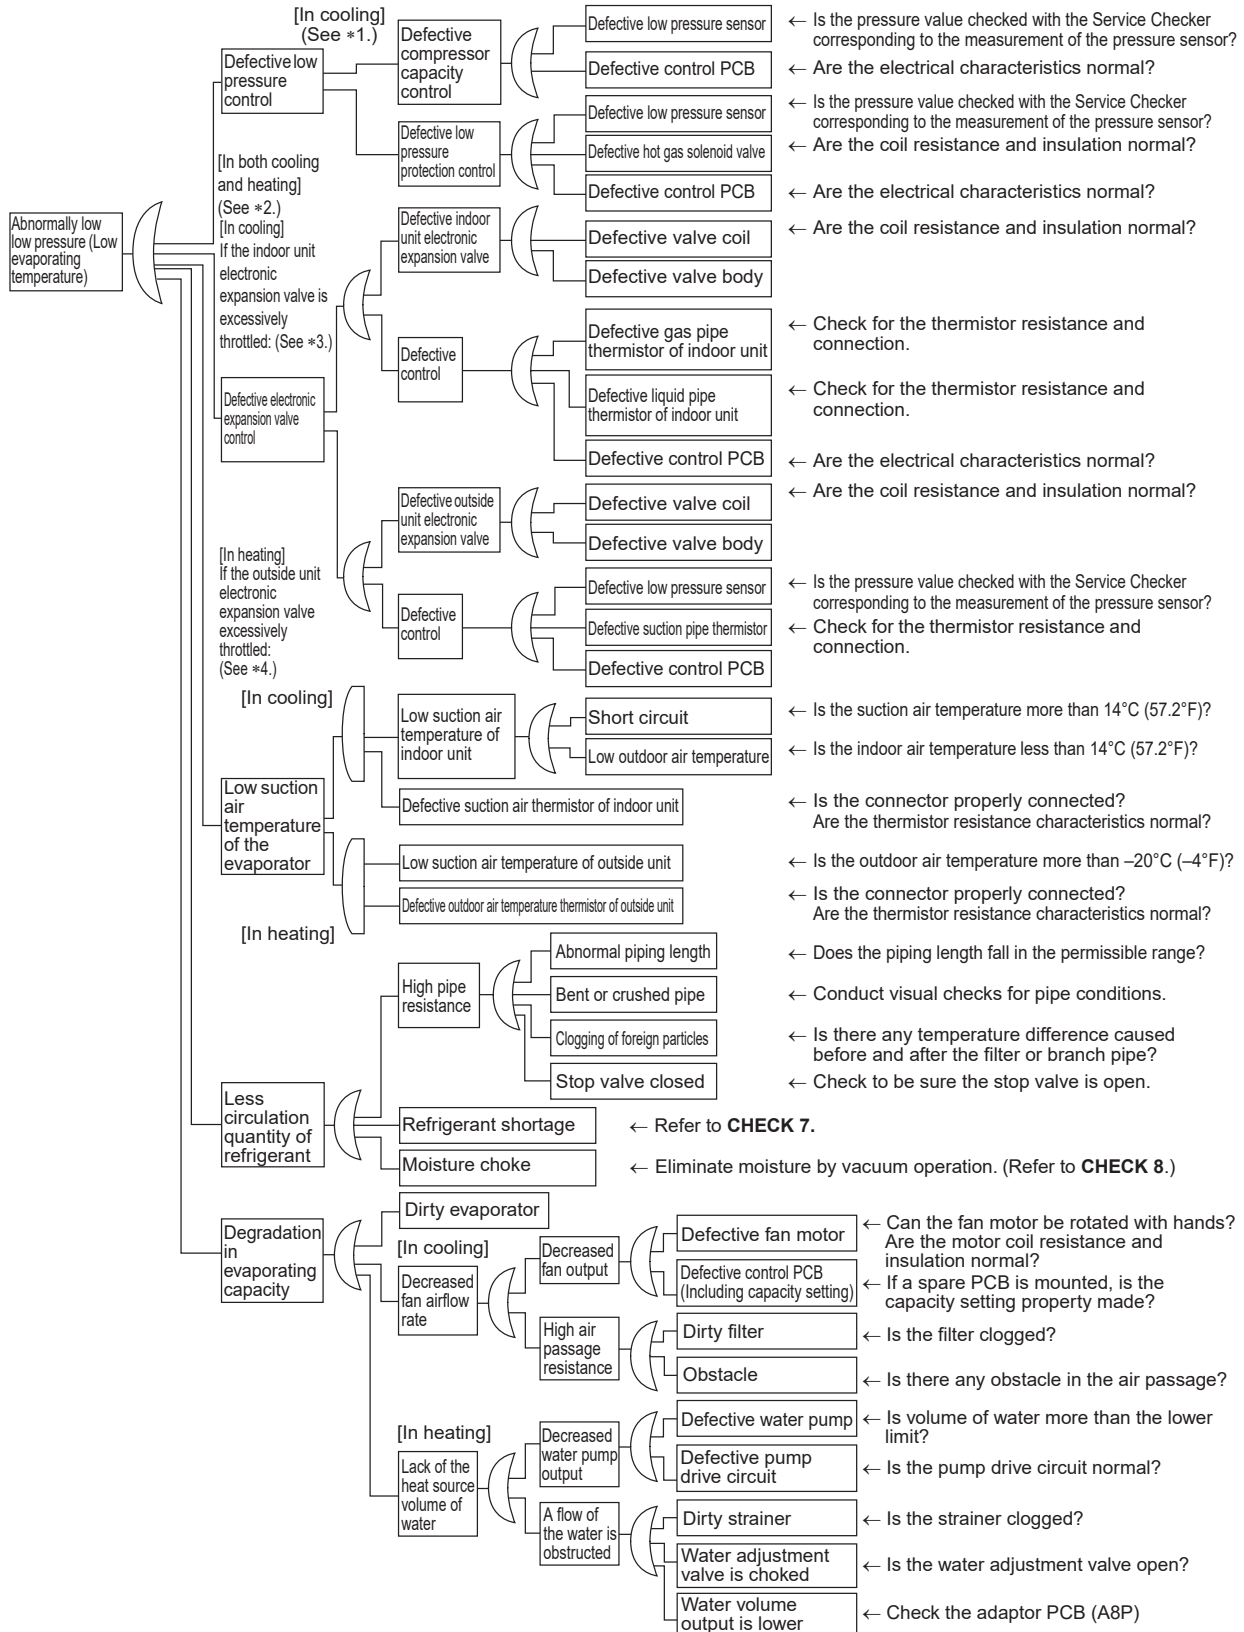 [In cooling]
(See *1.)
Defective low
pressure
control
Defective
compressor
capacity
control
Defective low pressure sensor
← Is the pressure value checked with the Service Checker
corresponding to the measurement of the pressure sensor?
Defective control PCB
← Are the electrical characteristics normal?
Defective low
pressure
protection control
Defective low pressure sensor
← Is the pressure value checked with the Service Checker
corresponding to the measurement of the pressure sensor?
Defective hot gas solenoid valve
← Are the coil resistance and insulation normal?
Defective control PCB
← Are the electrical characteristics normal?
[In both cooling
and heating]
(See *2.)
Abnormally low
low pressure (Low
evaporating
temperature)
[In cooling]
If the indoor unit
electronic
expansion valve is
excessively
throttled: (See *3.)
Defective electronic
expansion valve
control
Defective indoor
unit electronic
expansion valve
Defective valve coil
← Are the coil resistance and insulation normal?
Defective valve body
Defective
control
Defective gas pipe
thermistor of indoor unit
← Check for the thermistor resistance and
connection.
Defective liquid pipe
thermistor of indoor unit
← Check for the thermistor resistance and
connection.
Defective control PCB
← Are the electrical characteristics normal?
Defective outside
unit electronic
expansion valve
Defective valve coil
← Are the coil resistance and insulation normal?
Defective valve body
[In heating]
If the outside unit
electronic
expansion valve
excessively
throttled:
(See *4.)
Defective
control
Defective low pressure sensor
← Is the pressure value checked with the Service Checker
corresponding to the measurement of the pressure sensor?
Defective suction pipe thermistor
← Check for the thermistor resistance and
connection.
Defective control PCB
[In cooling]
Low suction
air
temperature
of the
evaporator
Low suction air
temperature of
indoor unit
Short circuit
← Is the suction air temperature more than 14°C (57.2°F)?
Low outdoor air temperature
← Is the indoor air temperature less than 14°C (57.2°F)?
Defective suction air thermistor of indoor unit
← Is the connector properly connected?
Are the thermistor resistance characteristics normal?
Low suction air temperature of outside unit
← Is the outdoor air temperature more than –20°C (–4°F)?
Defective outdoor air temperature thermistor of outside unit
← Is the connector properly connected?
Are the thermistor resistance characteristics normal?
[In heating]
Less
circulation
quantity of
refrigerant
High pipe
resistance
Abnormal piping length
← Does the piping length fall in the permissible range?
Bent or crushed pipe
← Conduct visual checks for pipe conditions.
Clogging of foreign particles
← Is there any temperature difference caused
before and after the filter or branch pipe?
Stop valve closed
← Check to be sure the stop valve is open.
Refrigerant shortage
← Refer to CHECK 7.
Moisture choke
← Eliminate moisture by vacuum operation. (Refer to CHECK 8.)
Degradation
in
evaporating
capacity
Dirty evaporator
[In cooling]
Decreased
fan airflow
rate
Decreased
fan output
Defective fan motor
← Can the fan motor be rotated with hands?
Are the motor coil resistance and
insulation normal?
Defective control PCB
(Including capacity setting)
← If a spare PCB is mounted, is the
capacity setting property made?
High air
passage
resistance
Dirty filter
← Is the filter clogged?
Obstacle
← Is there any obstacle in the air passage?
[In heating]
Lack of the
heat source
volume of
water
Decreased
water pump
output
Defective water pump
← Is volume of water more than the lower
limit?
Defective pump
drive circuit
← Is the pump drive circuit normal?
A flow of
the water is
obstructed
Dirty strainer
← Is the strainer clogged?
Water adjustment
valve is choked
← Is the water adjustment valve open?
Water volume
output is lower
← Check the adaptor PCB (A8P)